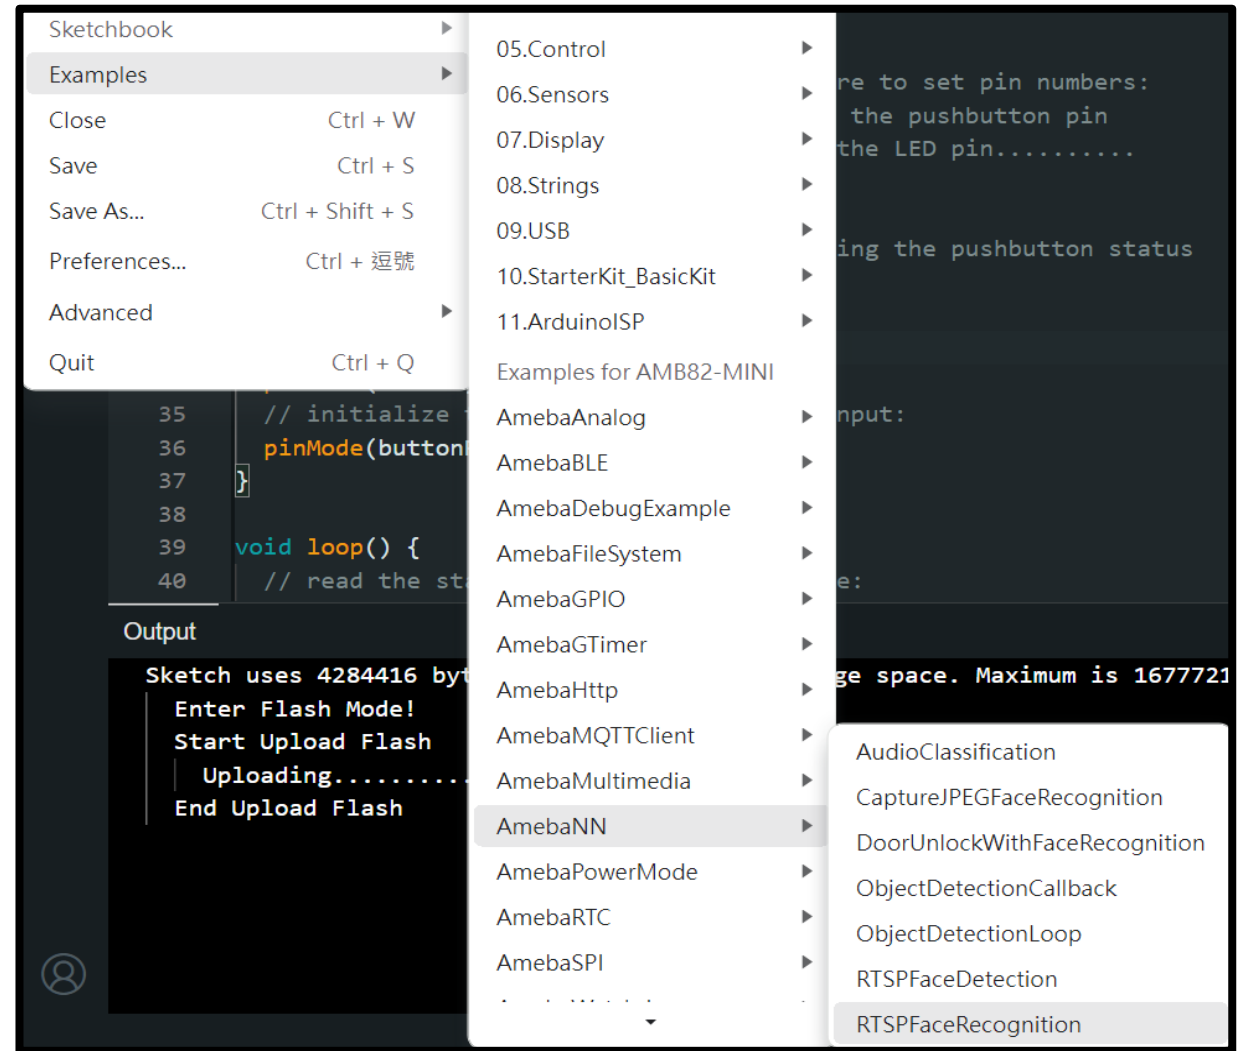 Sketchbook
Examples
Close Ctrl + W
Save Ctrl + S
Save As... Ctrl + Shift + S
Preferences... Ctrl + 逗號
Advanced
Quit Ctrl + Q
05.Control
06.Sensors
07.Display
08.Strings
09.USB
10.StarterKit_BasicKit
11.ArduinoISP
Examples for AMB82-MINI
AmebaAnalog
AmebaBLE
AmebaDebugExample
AmebaFileSystem
AmebaGPIO
AmebaGTimer
AmebaHttp
AmebaMQTTClient
AmebaMultimedia
AmebaNN
AmebaPowerMode
AmebaRTC
AmebaSPI
AudioClassification
CaptureJPEGFaceRecognition
DoorUnlockWithFaceRecognition
ObjectDetectionCallback
ObjectDetectionLoop
RTSPFaceDetection
RTSPFaceRecognition
re to set pin numbers:
the pushbutton pin
the LED pin..........
ing the pushbutton status
35 // initialize nput:
36 pinMode(button
37 }
38
39 void loop() {
40 // read the sta e:
Output
Sketch uses 4284416 byt ge space. Maximum is 1677721
Enter Flash Mode!
Start Upload Flash
Uploading..........
End Upload Flash